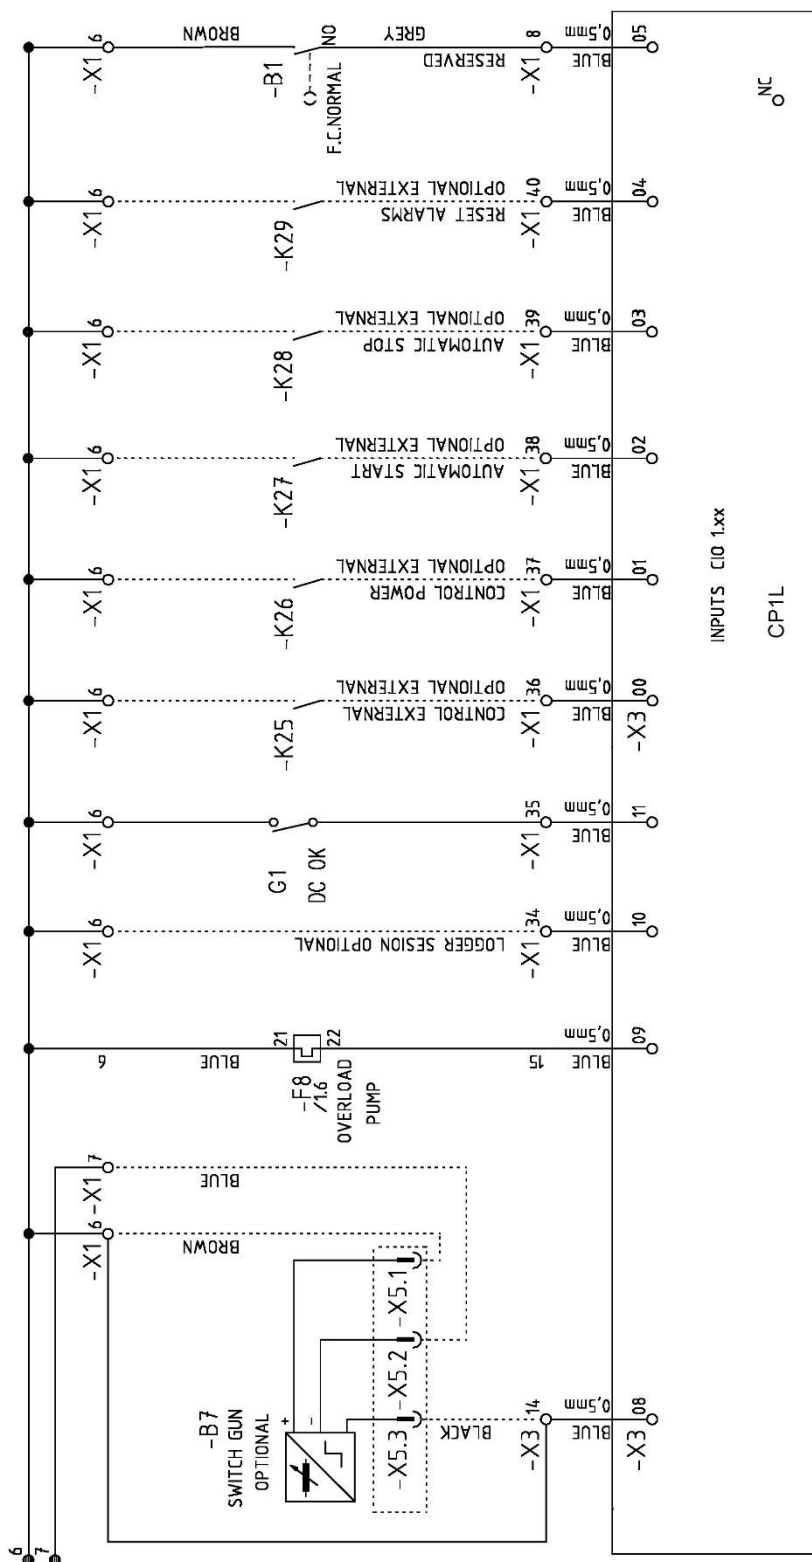 6
7
-X1 6
BROWN
-B1
F.C.NORMAL
NO
GREY
RESERVED
-X1 8
BLUE
0,5mm
05
-X1 6
-K29
RESET ALARMS
OPTIONAL EXTERNAL
-X1 40
BLUE
0,5mm
04
-X1 6
-K28
AUTOMATIC STOP
OPTIONAL EXTERNAL
-X1 39
BLUE
0,5mm
03
-X1 6
-K27
AUTOMATIC START
OPTIONAL EXTERNAL
-X1 38
BLUE
0,5mm
02
-X1 6
-K26
CONTROL POWER
OPTIONAL EXTERNAL
-X1 37
BLUE
0,5mm
01
-X1 6
-K25
CONTROL EXTERNAL
OPTIONAL EXTERNAL
-X1 36
BLUE
0,5mm
-X3 00
-X1 6
G1
DC OK
-X1 35
BLUE
0,5mm
11
-X1 6
LOGGER SESION OPTIONAL
-X1 34
BLUE
0,5mm
10
6
BLUE
-F8
/1.6
21
22
OVERLOAD
PUMP
15
BLUE
0,5mm
09
-X1 7
BLUE
-X1 6
BROWN
-B7
SWITCH GUN
OPTIONAL
+
-
-X5.1
-X5.2
-X5.3
BLACK
-X3 14
BLUE
0,5mm
-X3 08
NC
INPUTS CIO 1.xx
CP1L